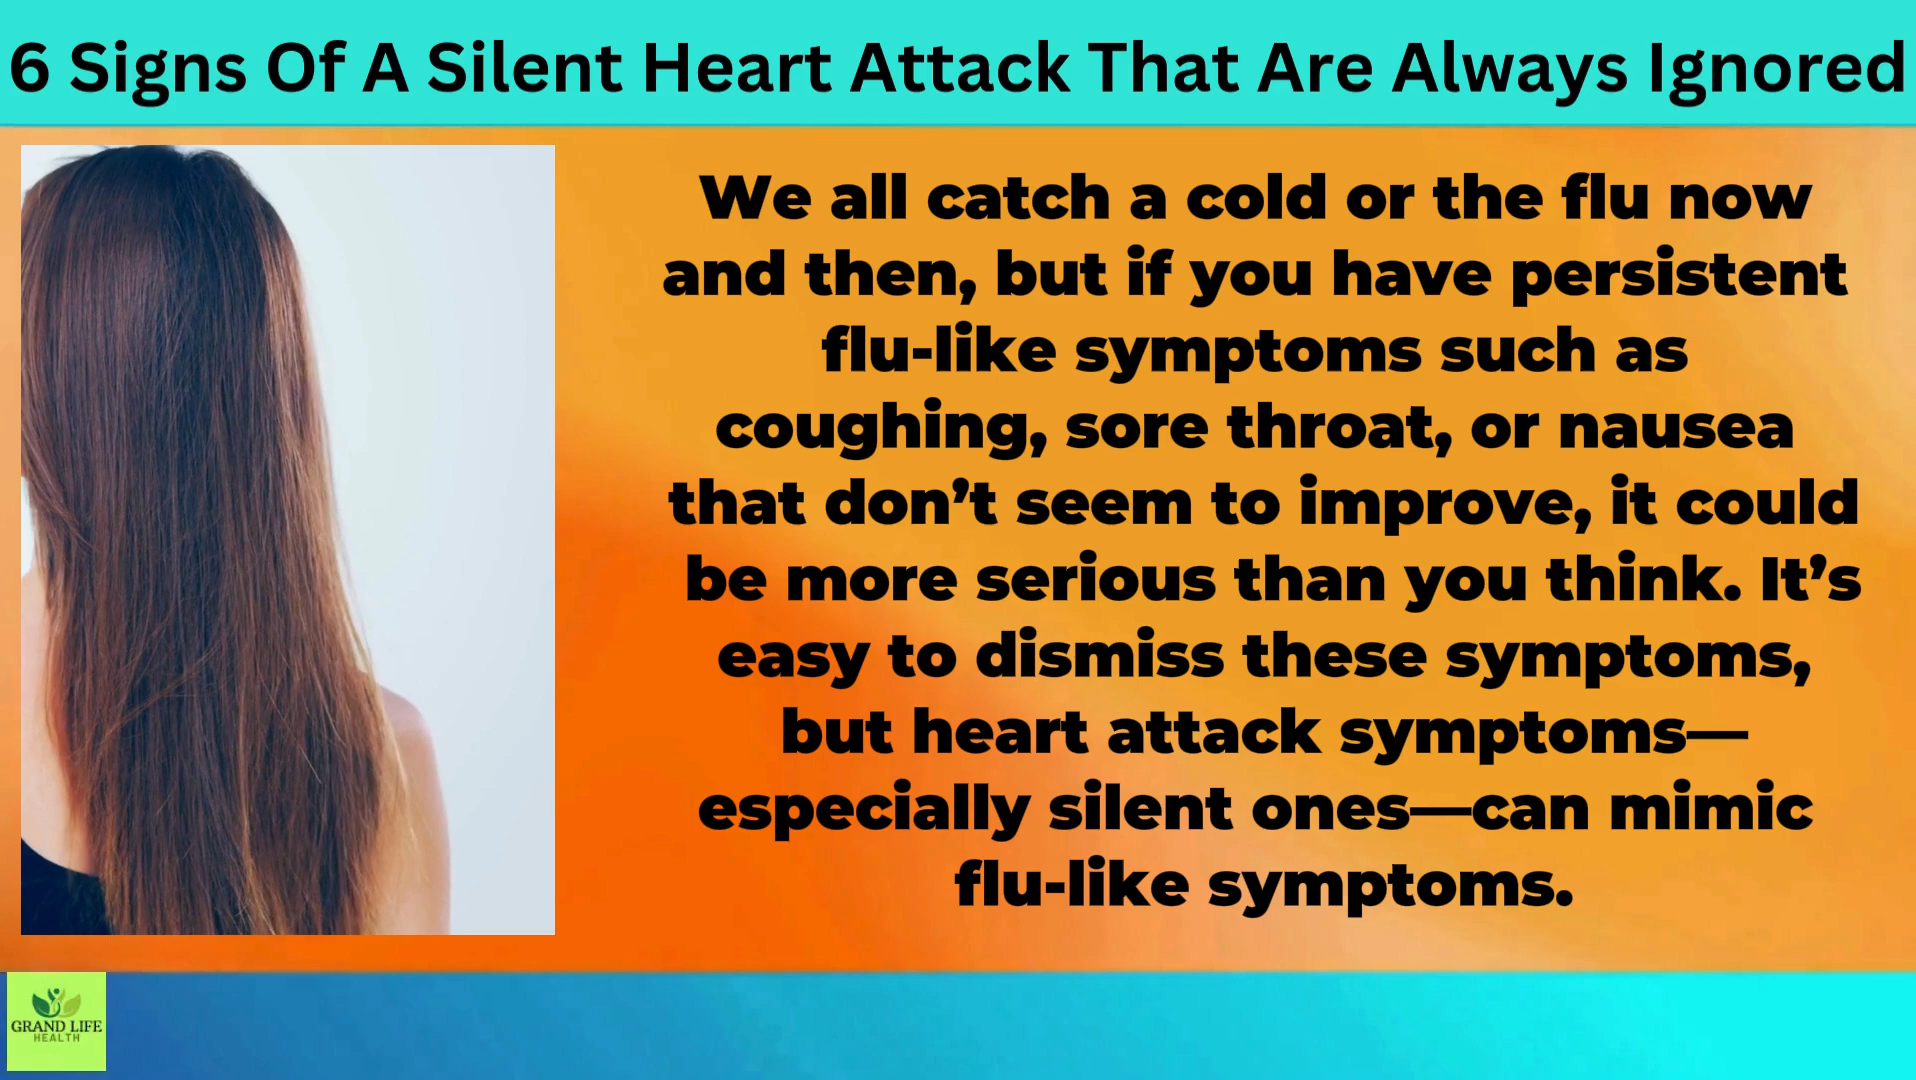 6 Signs Of A Silent Heart Attack That Are Always Ignored
We all catch a cold or the flu now
and then, but if you have persistent
flu-like symptoms such as
coughing, sore throat, or nausea
that don’t seem to improve, it could
be more serious than you think. It’s
easy to dismiss these symptoms,
but heart attack symptoms—
especially silent ones—can mimic
flu-like symptoms.
GRAND LIFE
HEALTH